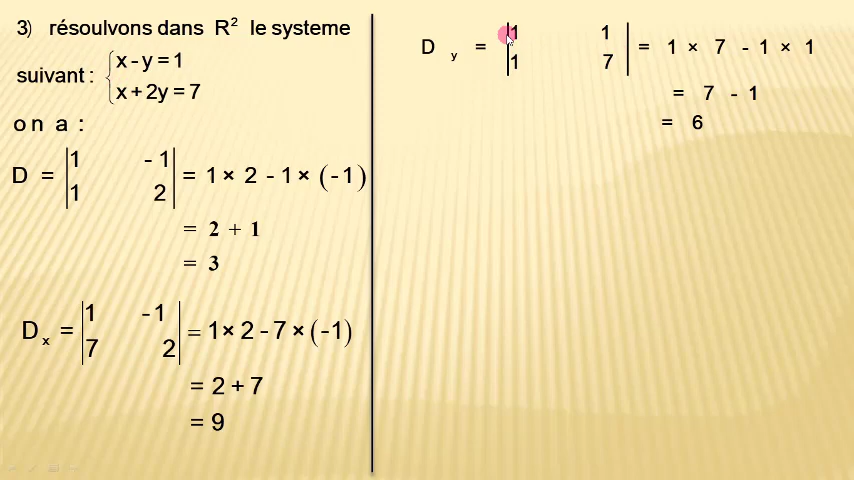 3) résoulvons dans R² le systeme
suivant : { x - y = 1
x + 2y = 7
on a :
D = |1 -1| = 1 × 2 - 1 × (-1)
|1 2|
= 2 + 1
= 3
Dx = |1 -1| = 1 × 2 - 7 × (-1)
|7 2|
= 2 + 7
= 9
D y = |1 1| = 1 × 7 - 1 × 1
|1 7|
= 7 - 1
= 6